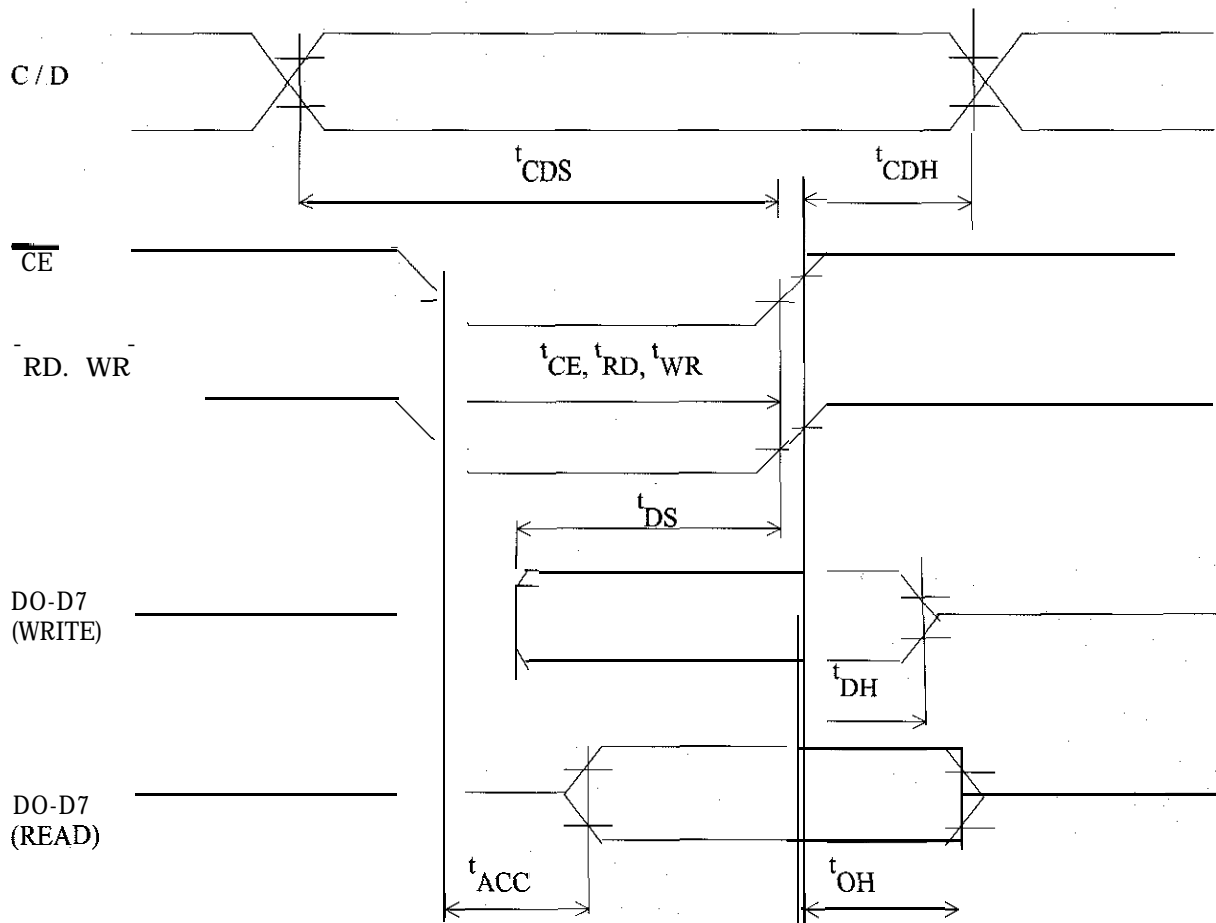 C / D
tCDS
tCDH
CE
RD. WR
tCE, tRD, tWR
tDS
DO-D7
(WRITE)
tDH
DO-D7
(READ)
tACC
tOH